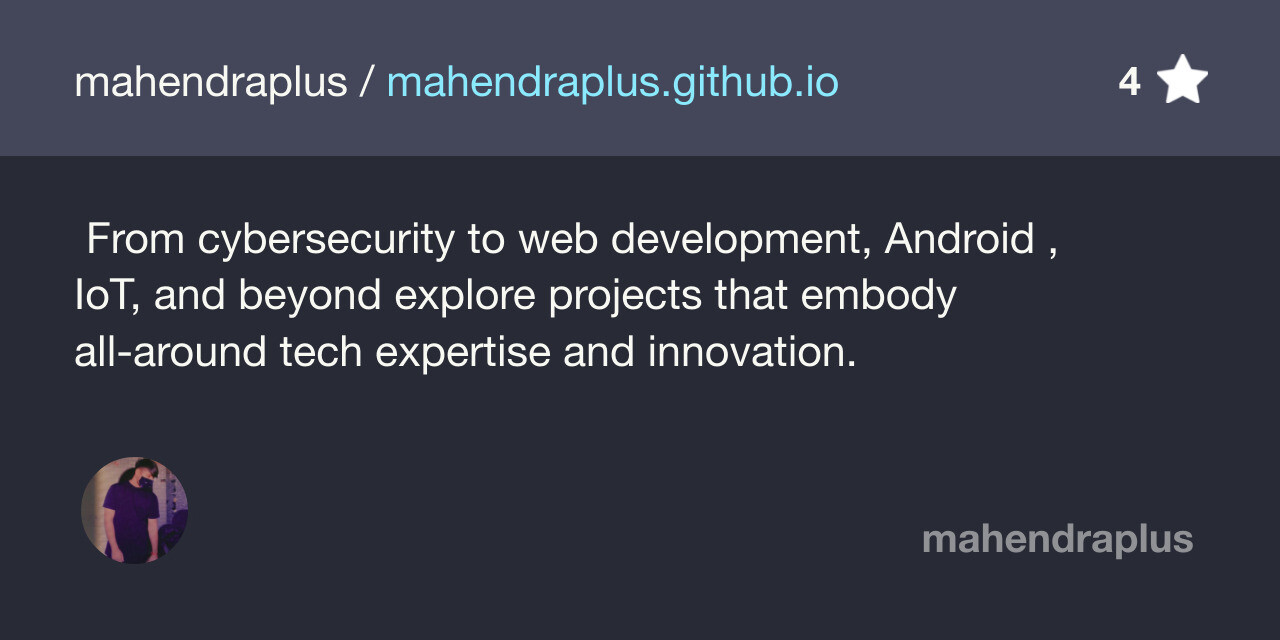 mahendraplus / mahendraplus.github.io 4
From cybersecurity to web development, Android ,
IoT, and beyond explore projects that embody
all-around tech expertise and innovation.
mahendraplus